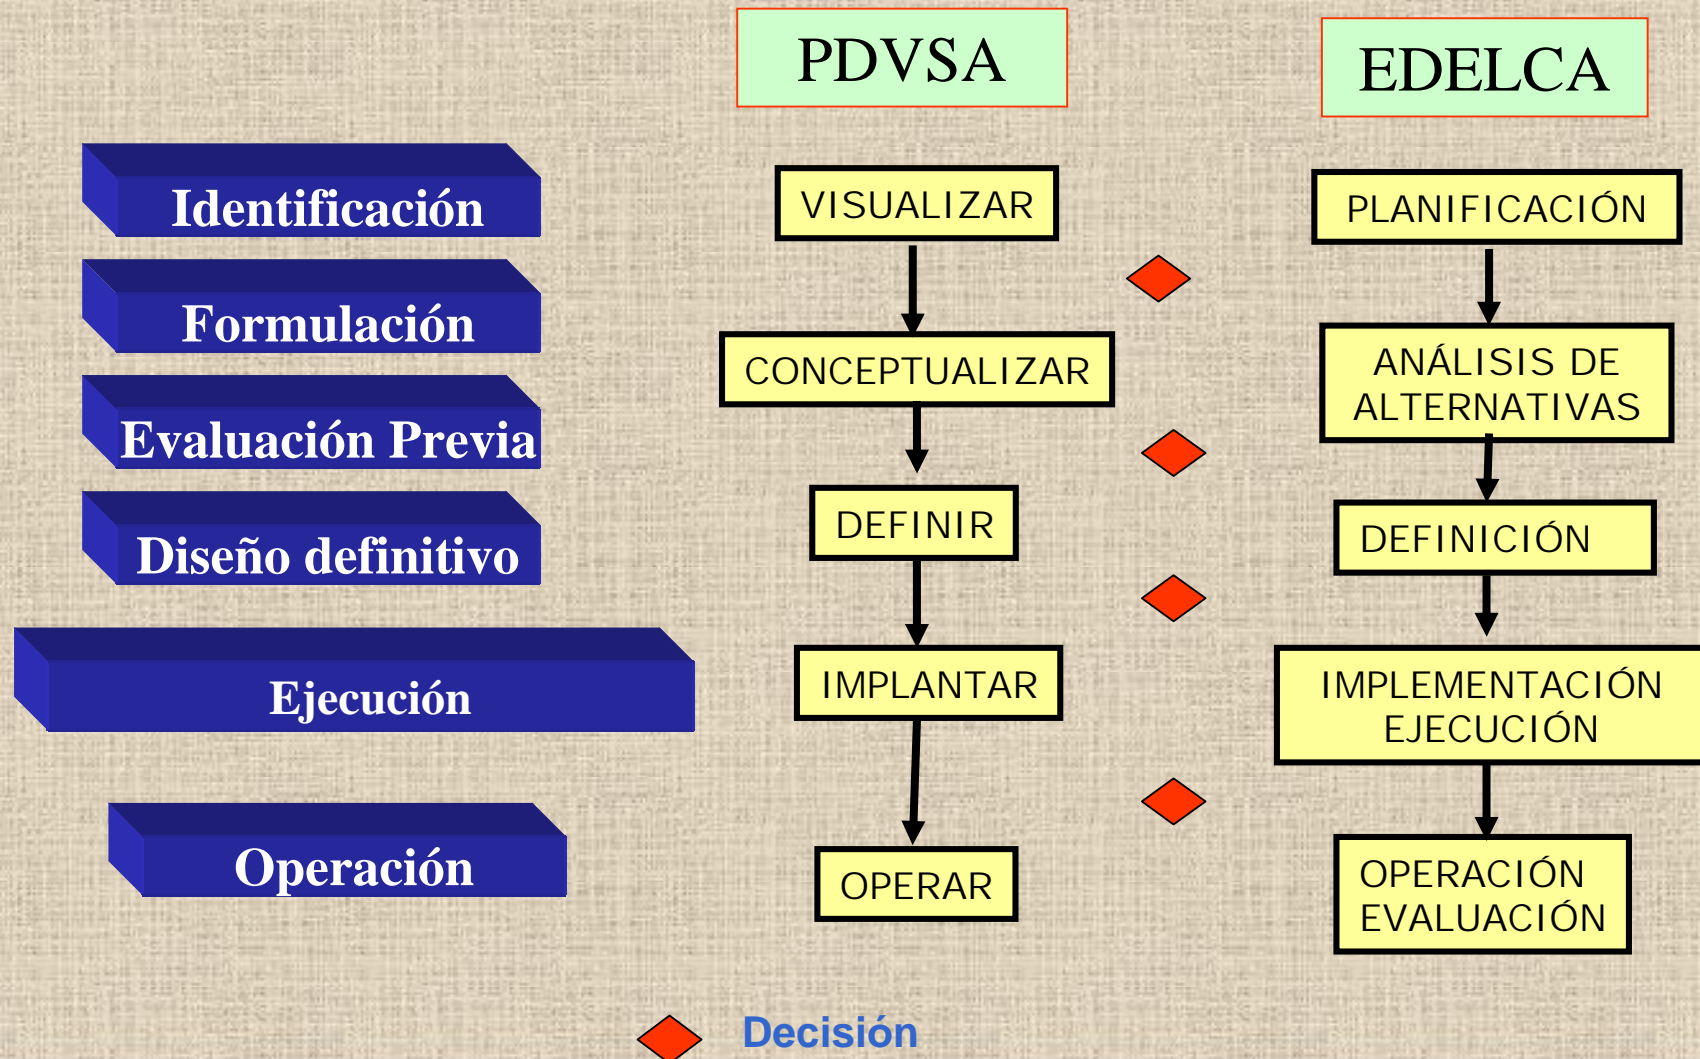 PDVSA
EDELCA
Identificación
VISUALIZAR
PLANIFICACIÓN
Formulación
CONCEPTUALIZAR
ANÁLISIS DE
ALTERNATIVAS
Evaluación Previa
Diseño definitivo
DEFINIR
DEFINICIÓN
Ejecución
IMPLANTAR
IMPLEMENTACIÓN
EJECUCIÓN
Operación
OPERAR
OPERACIÓN
EVALUACIÓN
Decisión